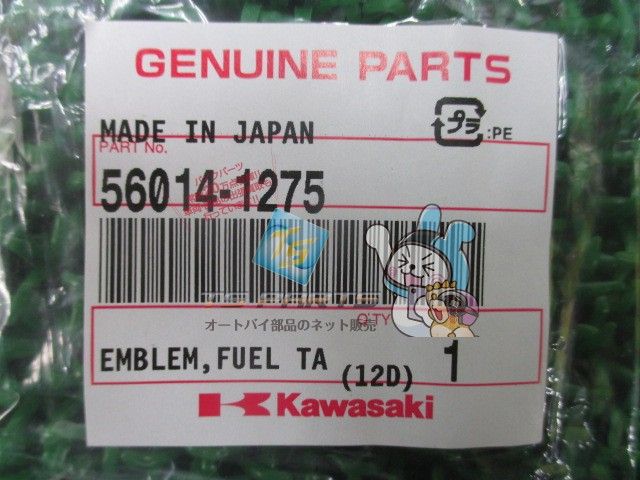 GENUINE PARTS
MADE IN JAPAN
プラ :PE
PART No.
56014-1275
オートバイ部品のネット販売
Q'TY
EMBLEM, FUEL TA (12D) 1
Kawasaki